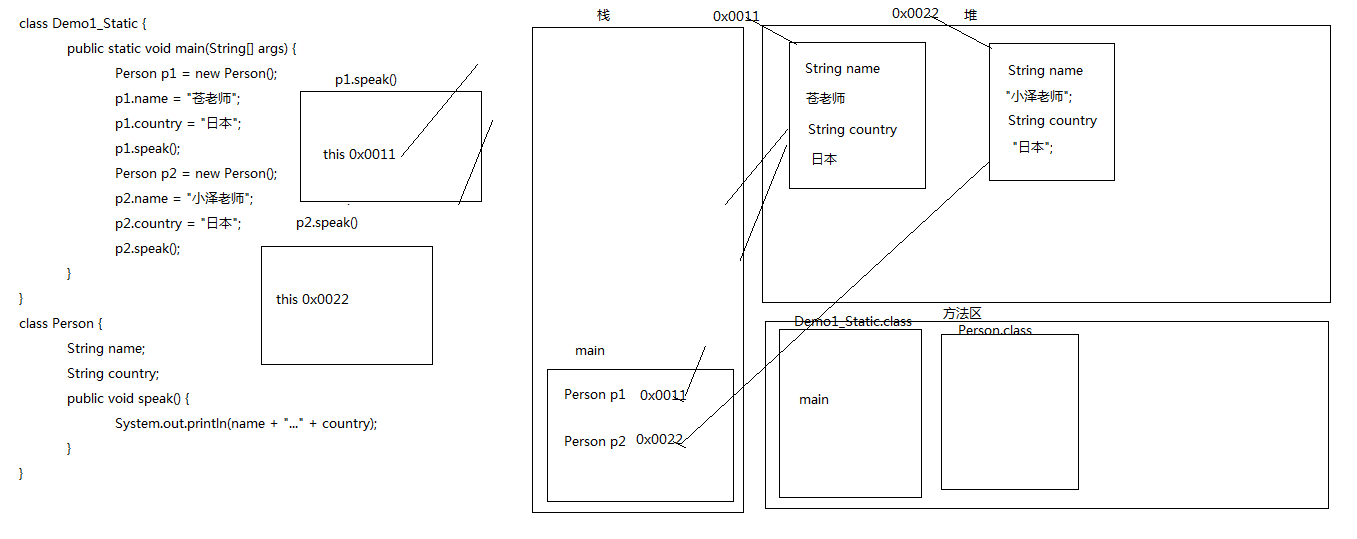 class Demo1_Static {
public static void main(String[] args) {
Person p1 = new Person();
p1.name = "苍老师";
p1.country = "日本";
p1.speak();
Person p2 = new Person();
p2.name = "小泽老师";
p2.country = "日本";
p2.speak();
}
}
class Person {
String name;
String country;
public void speak() {
System.out.println(name + "..." + country);
}
}
p1.speak()
this 0x0011
p2.speak()
this 0x0022
栈
main
Person p1 0x0011
Person p2 0x0022
0x0011
0x0022
堆
String name
苍老师
String country
日本
String name
"小泽老师";
String country
"日本";
方法区
Demo1_Static.class
main
Person.class